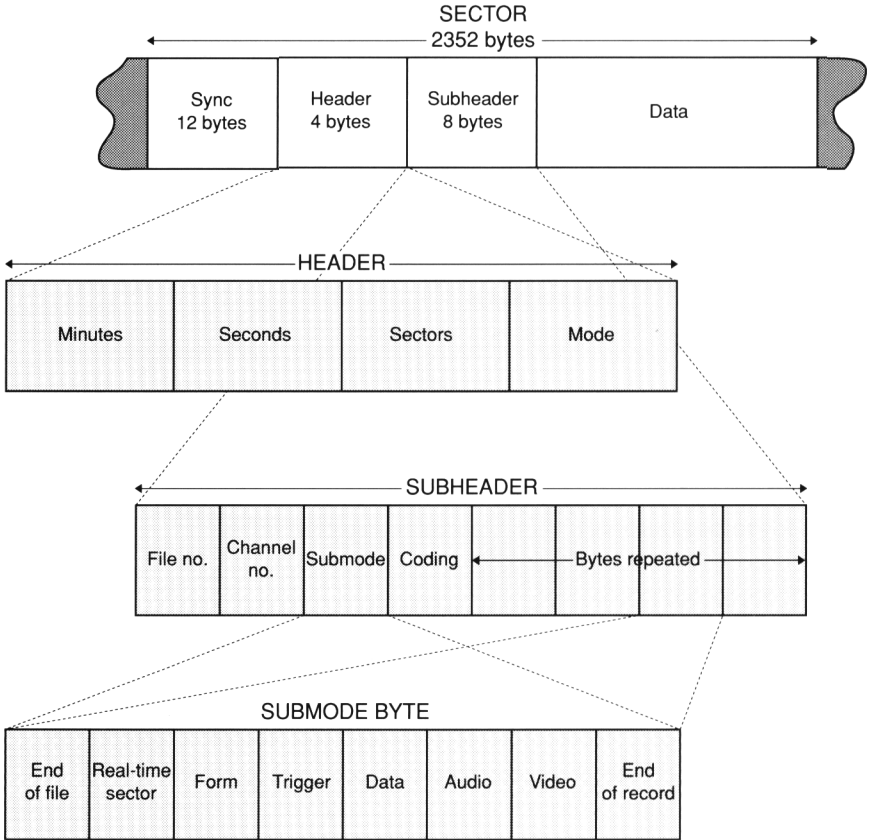 SECTOR
2352 bytes
Sync
12 bytes
Header
4 bytes
Subheader
8 bytes
Data
HEADER
Minutes
Seconds
Sectors
Mode
SUBHEADER
File no.
Channel
no.
Submode
Coding
Bytes repeated
SUBMODE BYTE
End
of file
Real-time
sector
Form
Trigger
Data
Audio
Video
End
of record